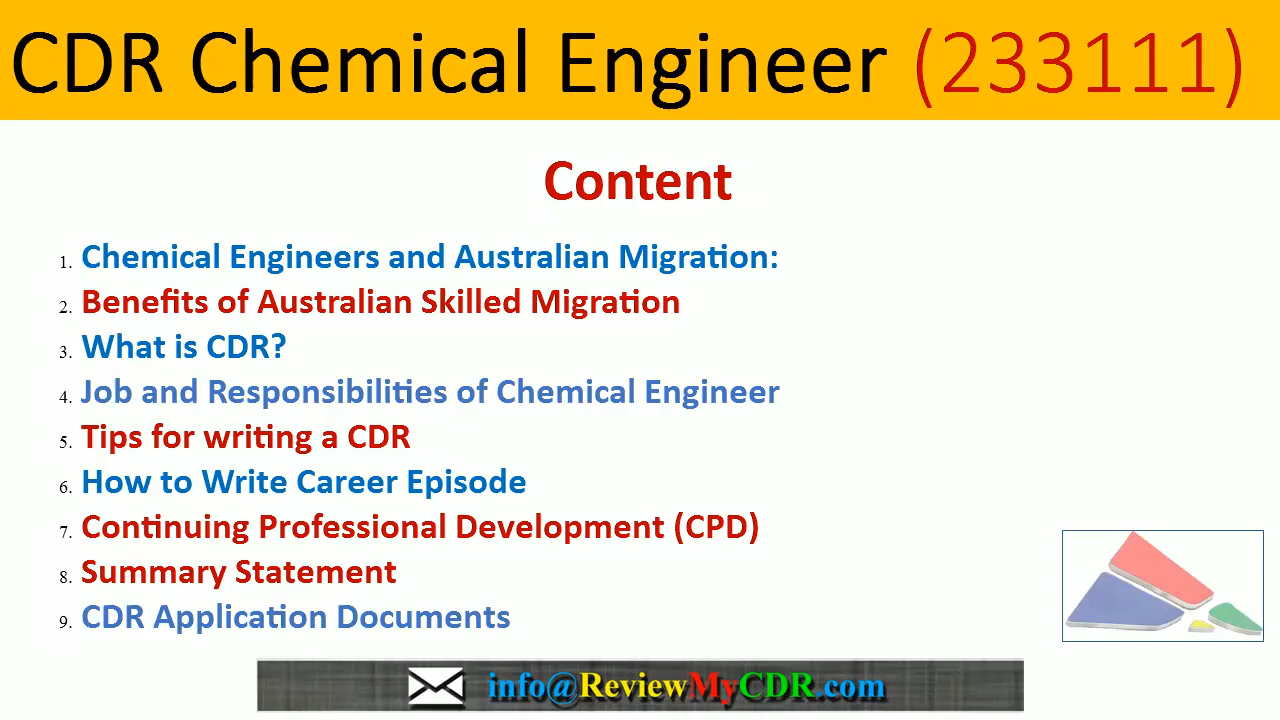 CDR Chemical Engineer (233111)
Content
1. Chemical Engineers and Australian Migration:
2. Benefits of Australian Skilled Migration
3. What is CDR?
4. Job and Responsibilities of Chemical Engineer
5. Tips for writing a CDR
6. How to Write Career Episode
7. Continuing Professional Development (CPD)
8. Summary Statement
9. CDR Application Documents
info@ReviewMyCDR.com